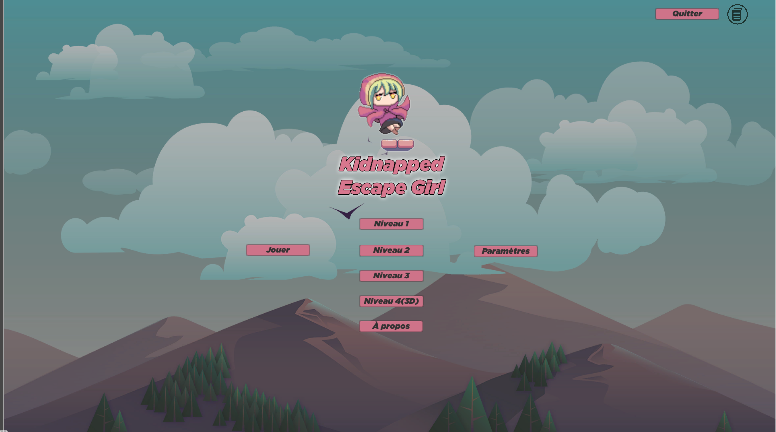 Quitter
Kidnapped
Escape Girl
Niveau 1
Jouer
Niveau 2
Paramètres
Niveau 3
Niveau 4(3D)
À propos